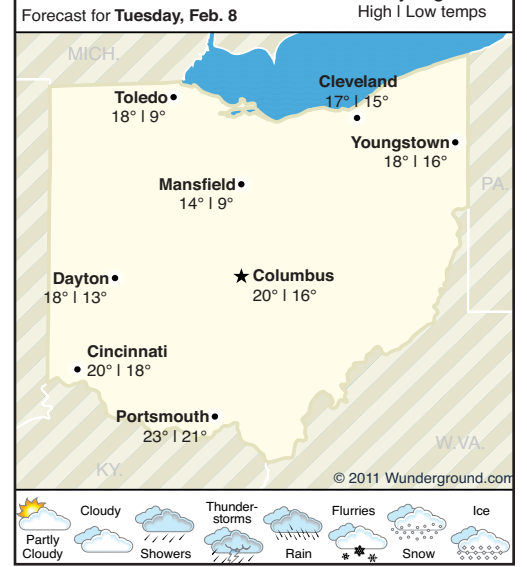 Forecast for Tuesday, Feb. 8
High | Low temps
MICH.
Cleveland
17° | 15°
Toledo
18° | 9°
Youngstown
18° | 16°
Mansfield
14° | 9°
PA.
Dayton
18° | 13°
Columbus
20° | 16°
Cincinnati
20° | 18°
Portsmouth
23° | 21°
W.VA.
KY.
© 2011 Wunderground.com
Partly
Cloudy
Cloudy
Showers
Thunder-
storms
Rain
Flurries
Snow
Ice